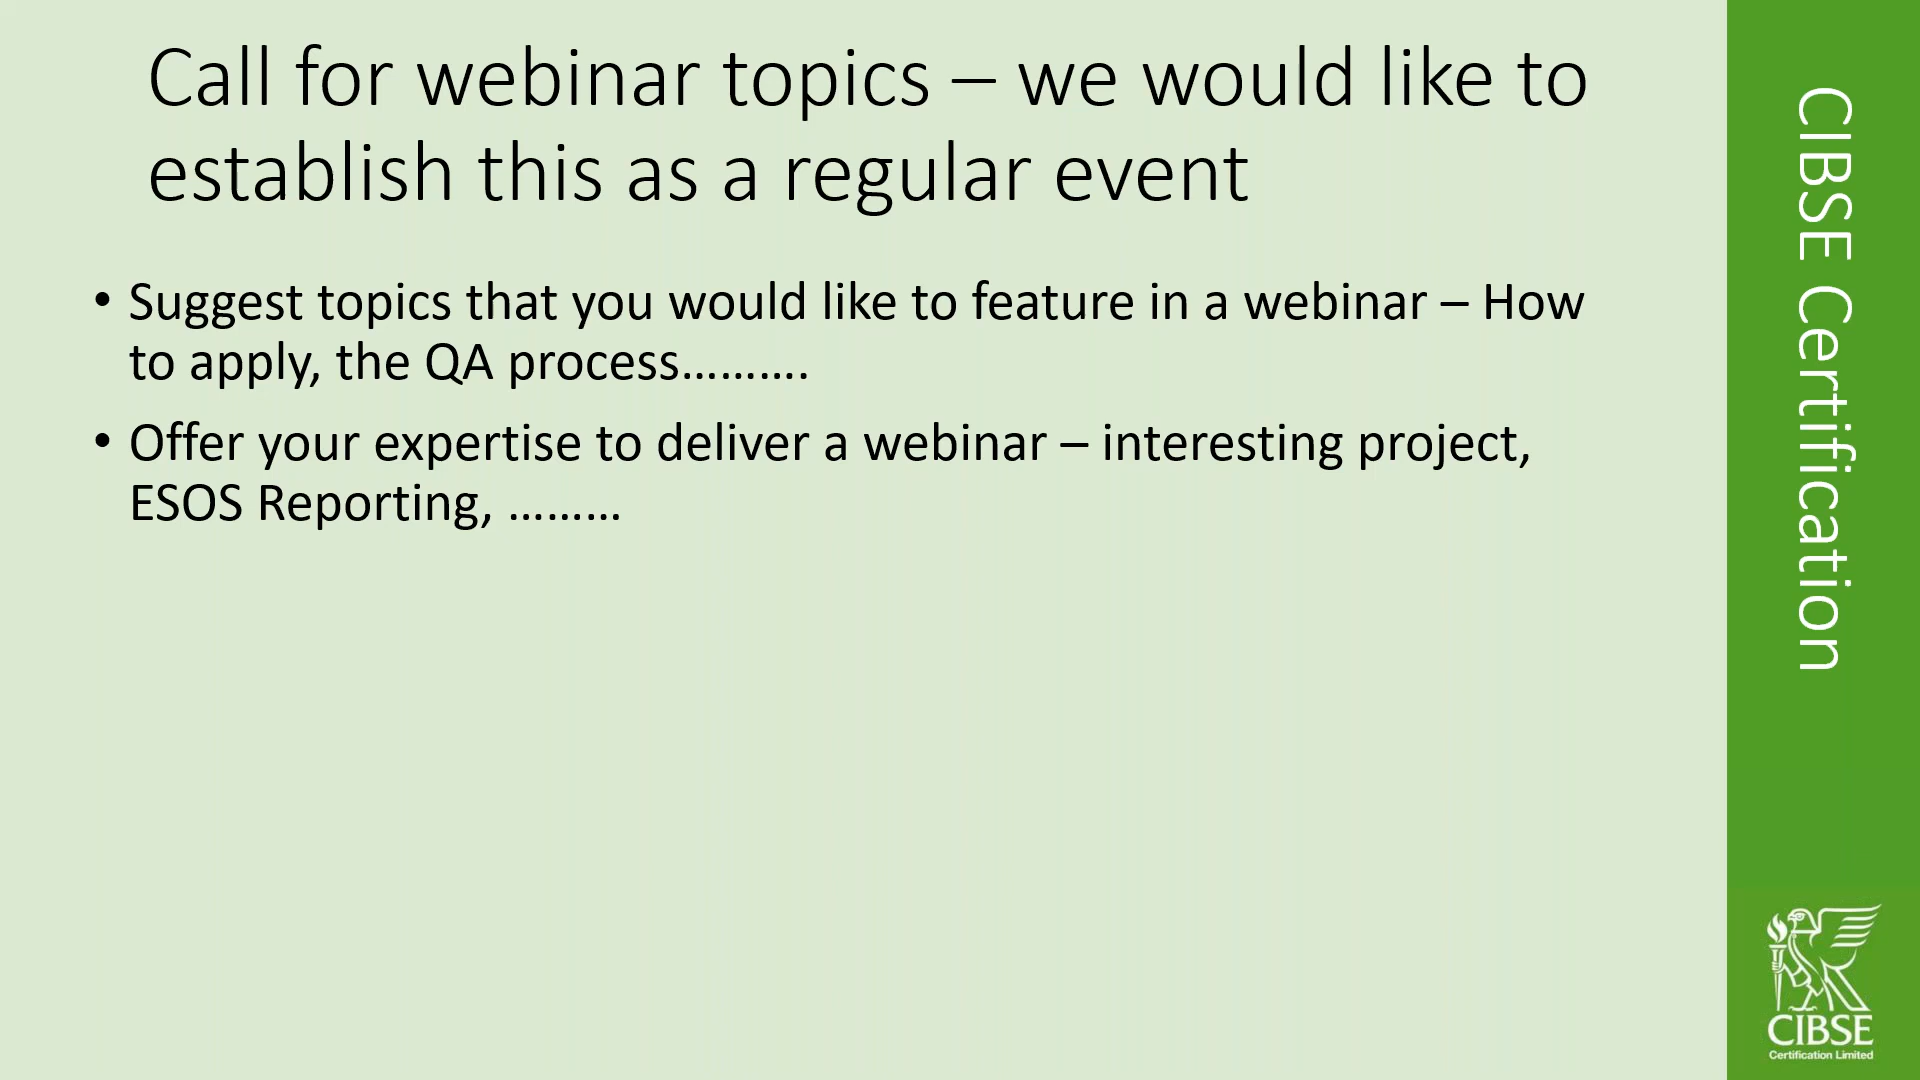 Call for webinar topics – we would like to
establish this as a regular event
• Suggest topics that you would like to feature in a webinar – How
to apply, the QA process……….
• Offer your expertise to deliver a webinar – interesting project,
ESOS Reporting, ………
CIBSE Certification
CIBSE
Certification Limited